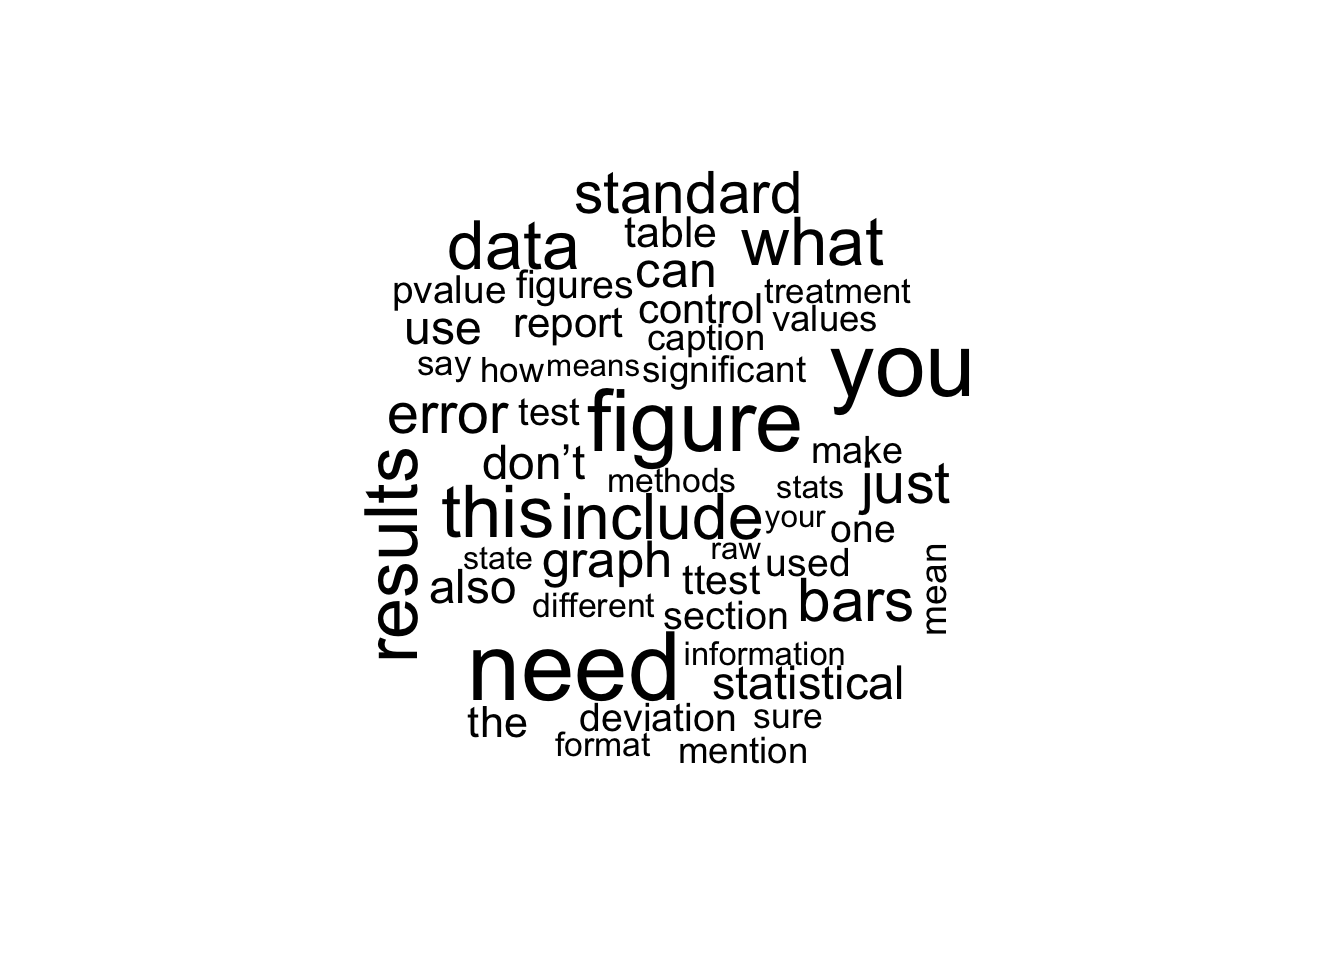 standard
data table what
can
pvalue figures treatment
use report control values
caption
say how means significant you
error test figure
don’t make
results methods stats just
this include your one
state graph raw used
also ttest mean
different section bars
need information
statistical
the deviation sure
format mention